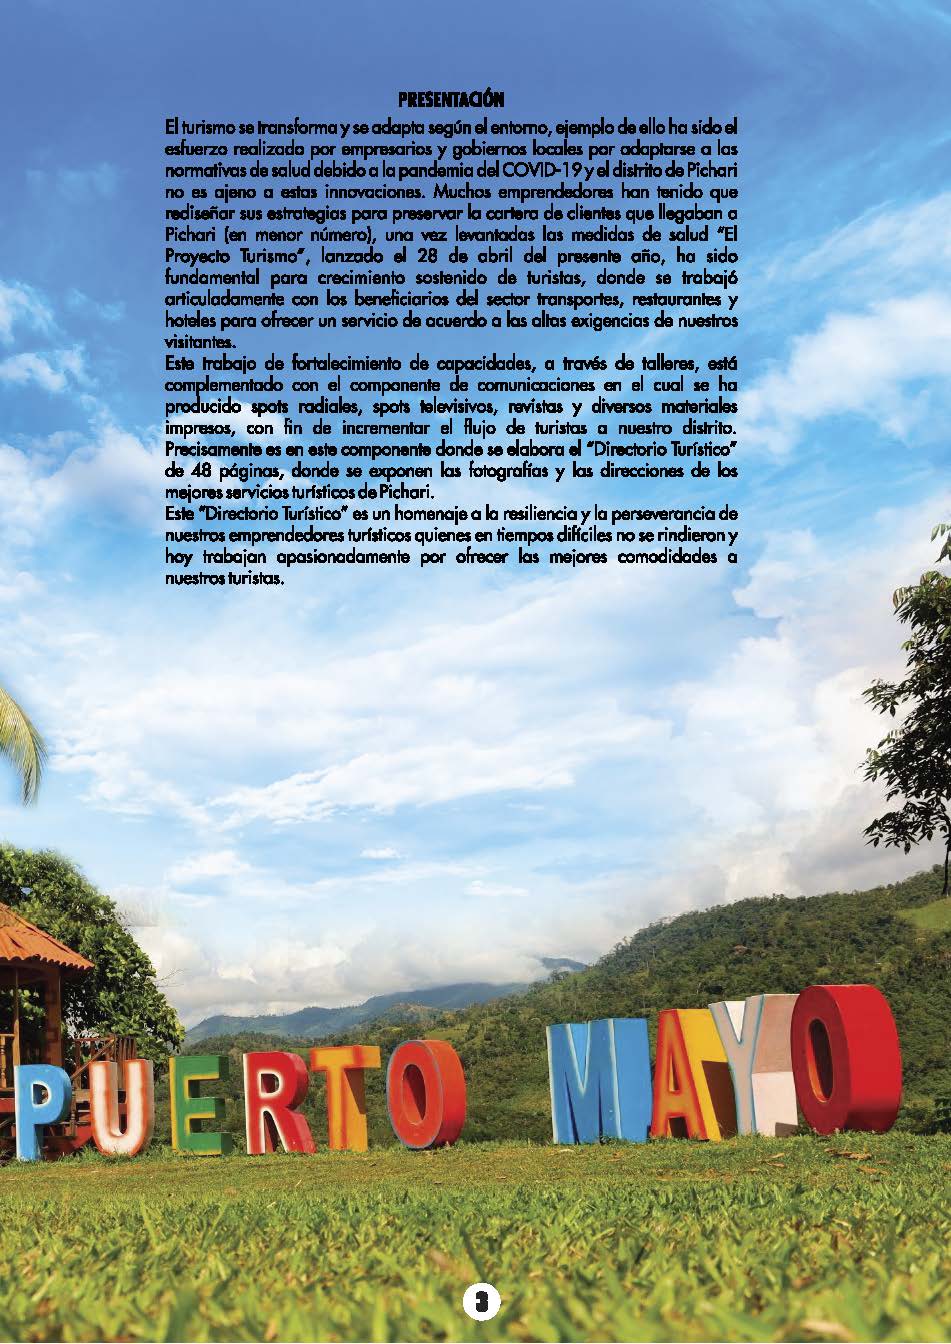 PRESENTACIÓN
El turismo se transforma y se adapta según el entorno, ejemplo de ello ha sido el
esfuerzo realizado por empresarios y gobiernos locales por adaptarse a las
normativas de salud debido a la pandemia del COVID-19 y el distrito de Pichari
no es ajeno a estas innovaciones. Muchos emprendedores han tenido que
rediseñar sus estrategias para preservar la cartera de clientes que llegaban a
Pichari (en menor número), una vez levantadas las medidas de salud "El
Proyecto Turismo", lanzado el 28 de abril del presente año, ha sido
fundamental para crecimiento sostenido de turistas, donde se trabajó
articuladamente con los beneficiarios del sector transportes, restaurantes y
hoteles para ofrecer un servicio de acuerdo a las altas exigencias de nuestros
visitantes.
Este trabajo de fortalecimiento de capacidades, a través de talleres, está
complementado con el componente de comunicaciones en el cual se ha
producido spots radiales, spots televisivos, revistas y diversos materiales
impresos, con fin de incrementar el flujo de turistas a nuestro distrito.
Precisamente es en este componente donde se elabora el "Directorio Turístico"
de 48 páginas, donde se exponen las fotografías y las direcciones de los
mejores servicios turísticos de Pichari.
Este "Directorio Turístico" es un homenaje a la resiliencia y la perseverancia de
nuestros emprendedores turísticos quienes en tiempos difíciles no se rindieron y
hoy trabajan apasionadamente por ofrecer las mejores comodidades a
nuestros turistas.
PUERTO MAYO
3